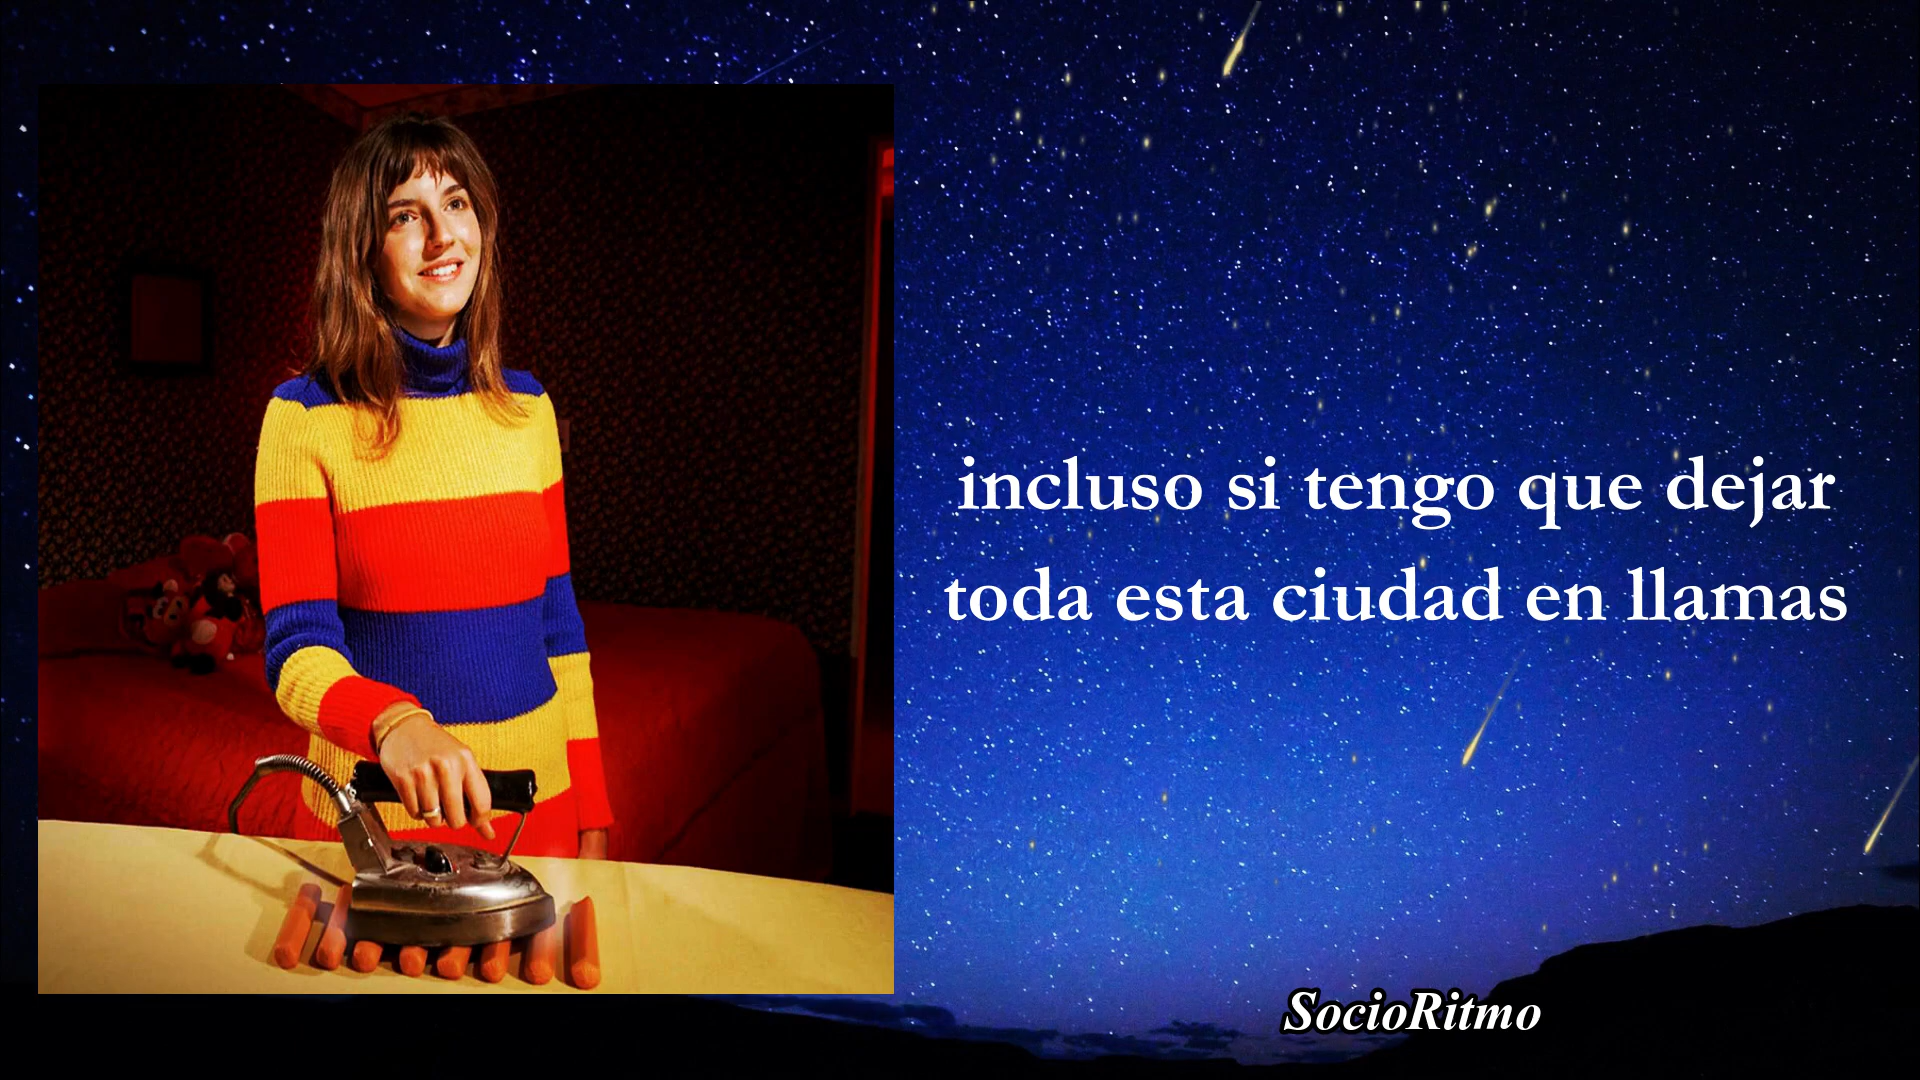 incluso si tengo que dejar
toda esta ciudad en llamas
SocioRitmo